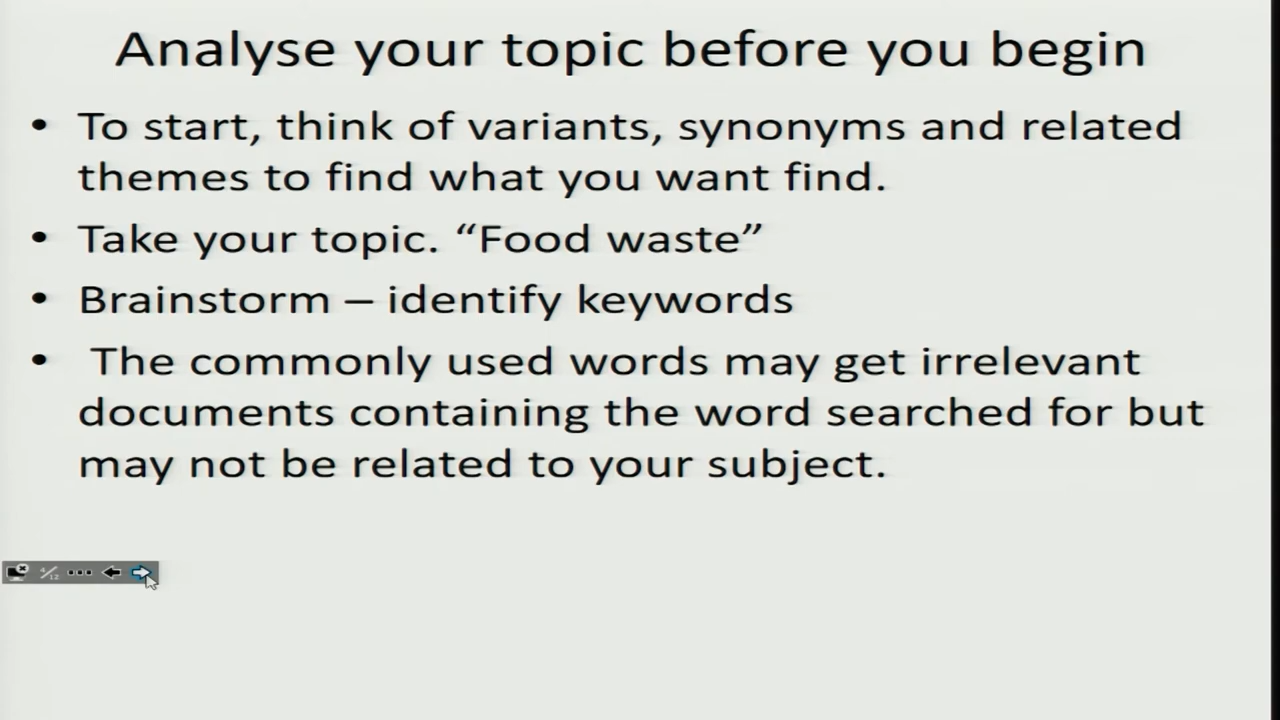 Analyse your topic before you begin
• To start, think of variants, synonyms and related
themes to find what you want find.
• Take your topic. “Food waste”
• Brainstorm – identify keywords
• The commonly used words may get irrelevant
documents containing the word searched for but
may not be related to your subject.
4/12